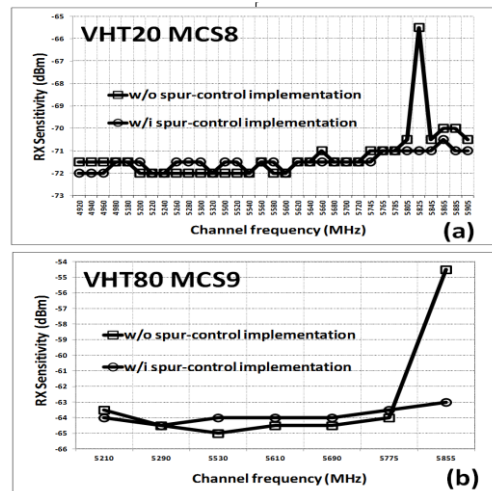 r
VHT20 MCS8
RX Sensitivity (dBm)
-65
-66
-67
-68
-69
-70
-71
-72
-73
w/o spur-control implementation
w/i spur-control implementation
4920 4940 4960 4980 5180 5200 5220 5240 5260 5280 5300 5320 5500 5520 5540 5560 5580 5600 5620 5640 5660 5680 5700 5720 5745 5765 5785 5805 5825 5845 5865 5885 5905
Channel frequency (MHz)
(a)
VHT80 MCS9
RX Sensitivity (dBm)
-54
-55
-56
-57
-58
-59
-60
-61
-62
-63
-64
-65
-66
w/o spur-control implementation
w/i spur-control implementation
5210 5290 5530 5610 5690 5775 5855
Channel frequency (MHz)
(b)